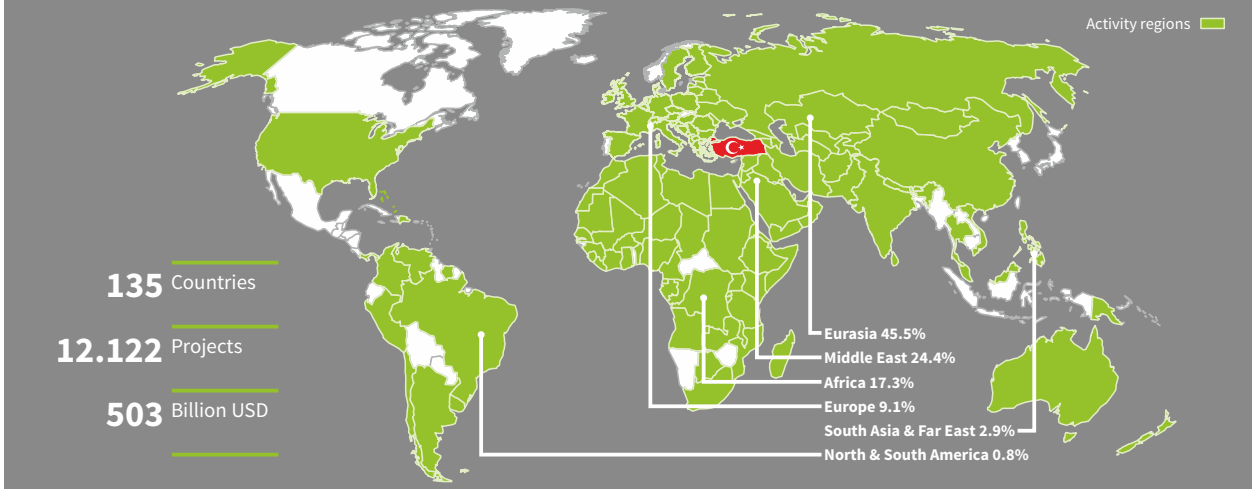 Activity regions
135 Countries
12.122 Projects
503 Billion USD
Eurasia 45.5%
Middle East 24.4%
Africa 17.3%
Europe 9.1%
South Asia & Far East 2.9%
North & South America 0.8%